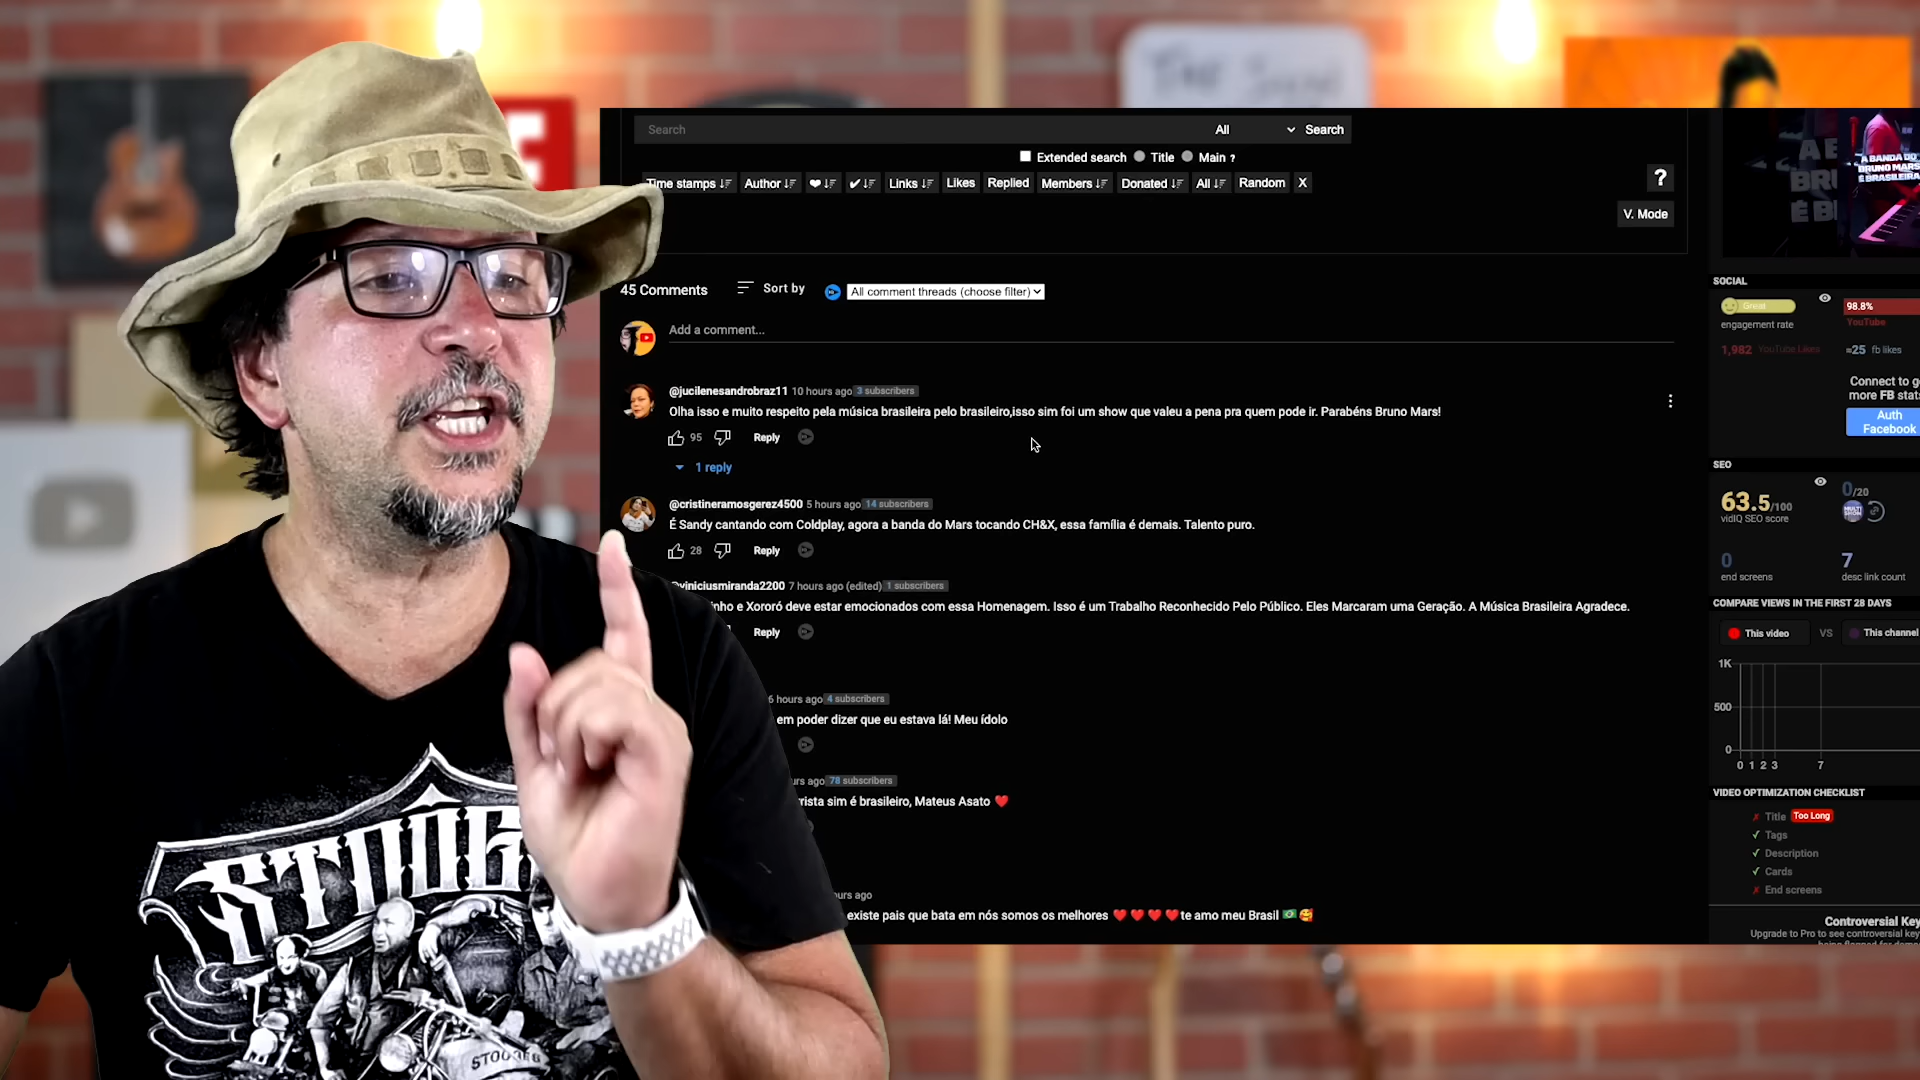 THE SHOW
Search All Search
Extended search Title Main ?
Time stamps Author Links Likes Replied Members Donated All Random X
?
V. Mode
A BANDA DO
BRUNO MARS
É BRASILEIRA
45 Comments Sort by All comment threads (choose filter)
Add a comment...
@jucilenesandrobraz11 10 hours ago 3 subscribers
Olha isso e muito respeito pela música brasileira pelo brasileiro,isso sim foi um show que valeu a pena pra quem pode ir. Parabéns Bruno Mars!
95 Reply
1 reply
@cristineramosgerez4500 5 hours ago 14 subscribers
É Sandy cantando com Coldplay, agora a banda do Mars tocando CH&X, essa família é demais. Talento puro.
28 Reply
@viniciusmiranda2200 7 hours ago (edited) 1 subscribers
e Xororó deve estar emocionados com essa Homenagem. Isso é um Trabalho Reconhecido Pelo Público. Eles Marcaram uma Geração. A Música Brasileira Agradece.
Reply
6 hours ago 4 subscribers
em poder dizer que eu estava lá! Meu ídolo
ago 78 subscribers
sim é brasileiro, Mateus Asato ❤️
ago
existe pais que bata em nós somos os melhores ❤️❤️❤️❤️te amo meu Brasil 🇧🇷🥰
SOCIAL
Great
engagement rate
98.8%
YouTube
1,982 YouTube Likes
≈25 fb likes
more FB
Auth
Facebook
SEO
63.5/100
vidIQ SEO score
0/20
0
end screens
7
desc link count
COMPARE VIEWS IN THE FIRST 28 DAYS
This video VS This channel
1K
500
0
0 1 2 3 7
VIDEO OPTIMIZATION CHECKLIST
✗ Title Too Long
✓ Tags
✓ Description
✓ Cards
✗ End screens
Controversial
Upgrade to Pro to see controversial
STOOGES